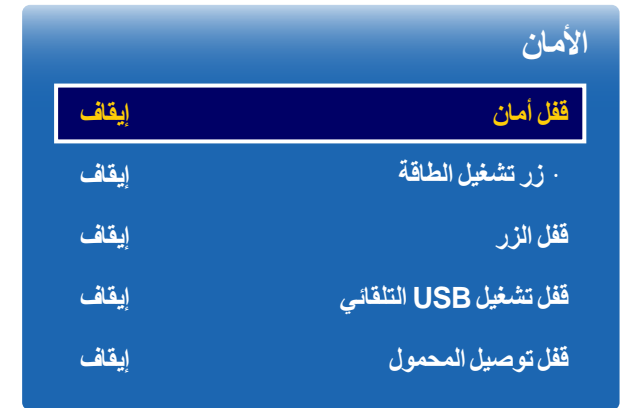 الأمان
قفل أمان إيقاف
· زر تشغيل الطاقة إيقاف
قفل الزر إيقاف
قفل تشغيل USB التلقائي إيقاف
قفل توصيل المحمول إيقاف